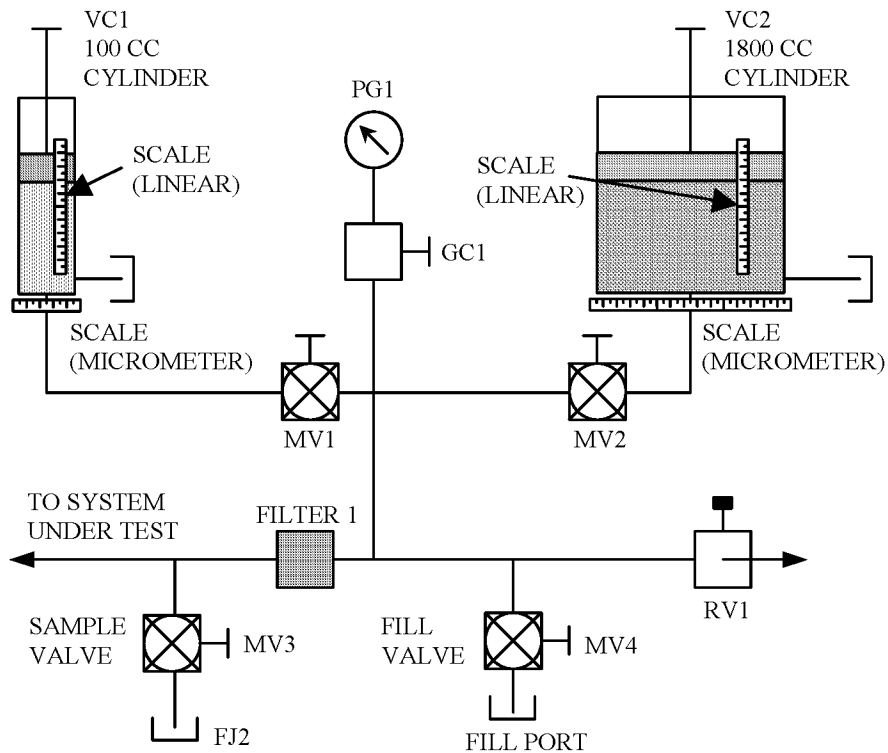 VC1
100 CC
CYLINDER
VC2
1800 CC
CYLINDER
PG1
SCALE
(LINEAR)
SCALE
(LINEAR)
GC1
SCALE
(MICROMETER)
SCALE
(MICROMETER)
MV1
MV2
TO SYSTEM
UNDER TEST
FILTER 1
RV1
SAMPLE
VALVE
MV3
FILL
VALVE
MV4
FJ2
FILL PORT